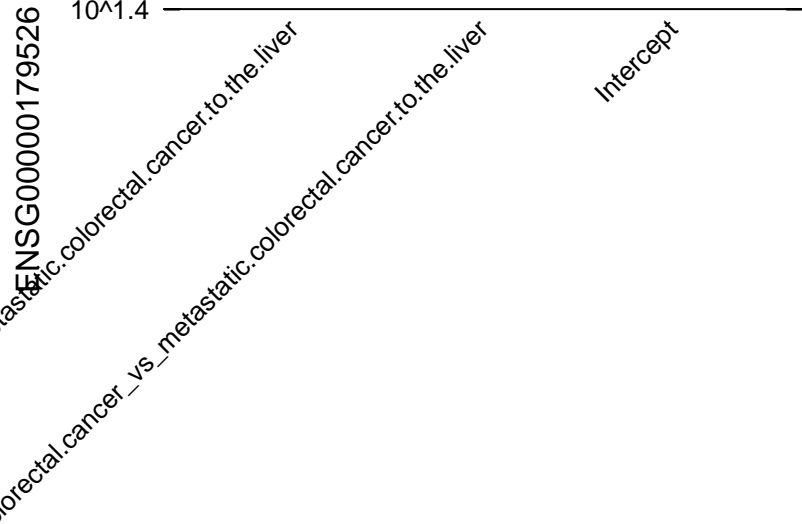 10^1.4
ENSG00000179526
metastatic.colorectal.cancer.to.the.liver
colorectal.cancer_vs_metastatic.colorectal.cancer.to.the.liver
Intercept